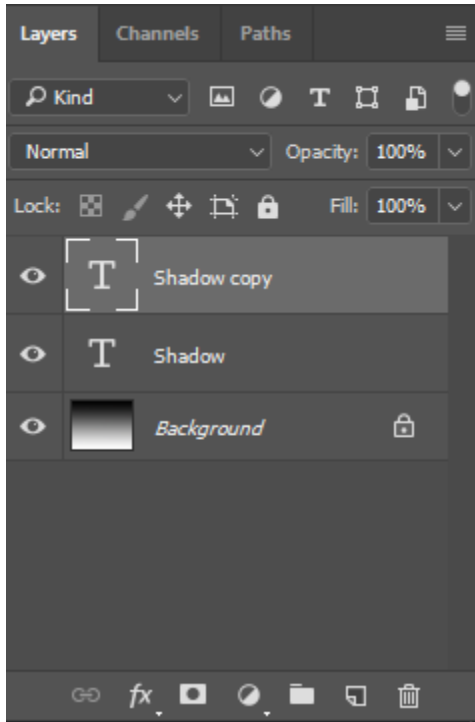 Layers Channels Paths
Kind T
Normal Opacity: 100%
Lock: Fill: 100%
T Shadow copy
T Shadow
Background
fx